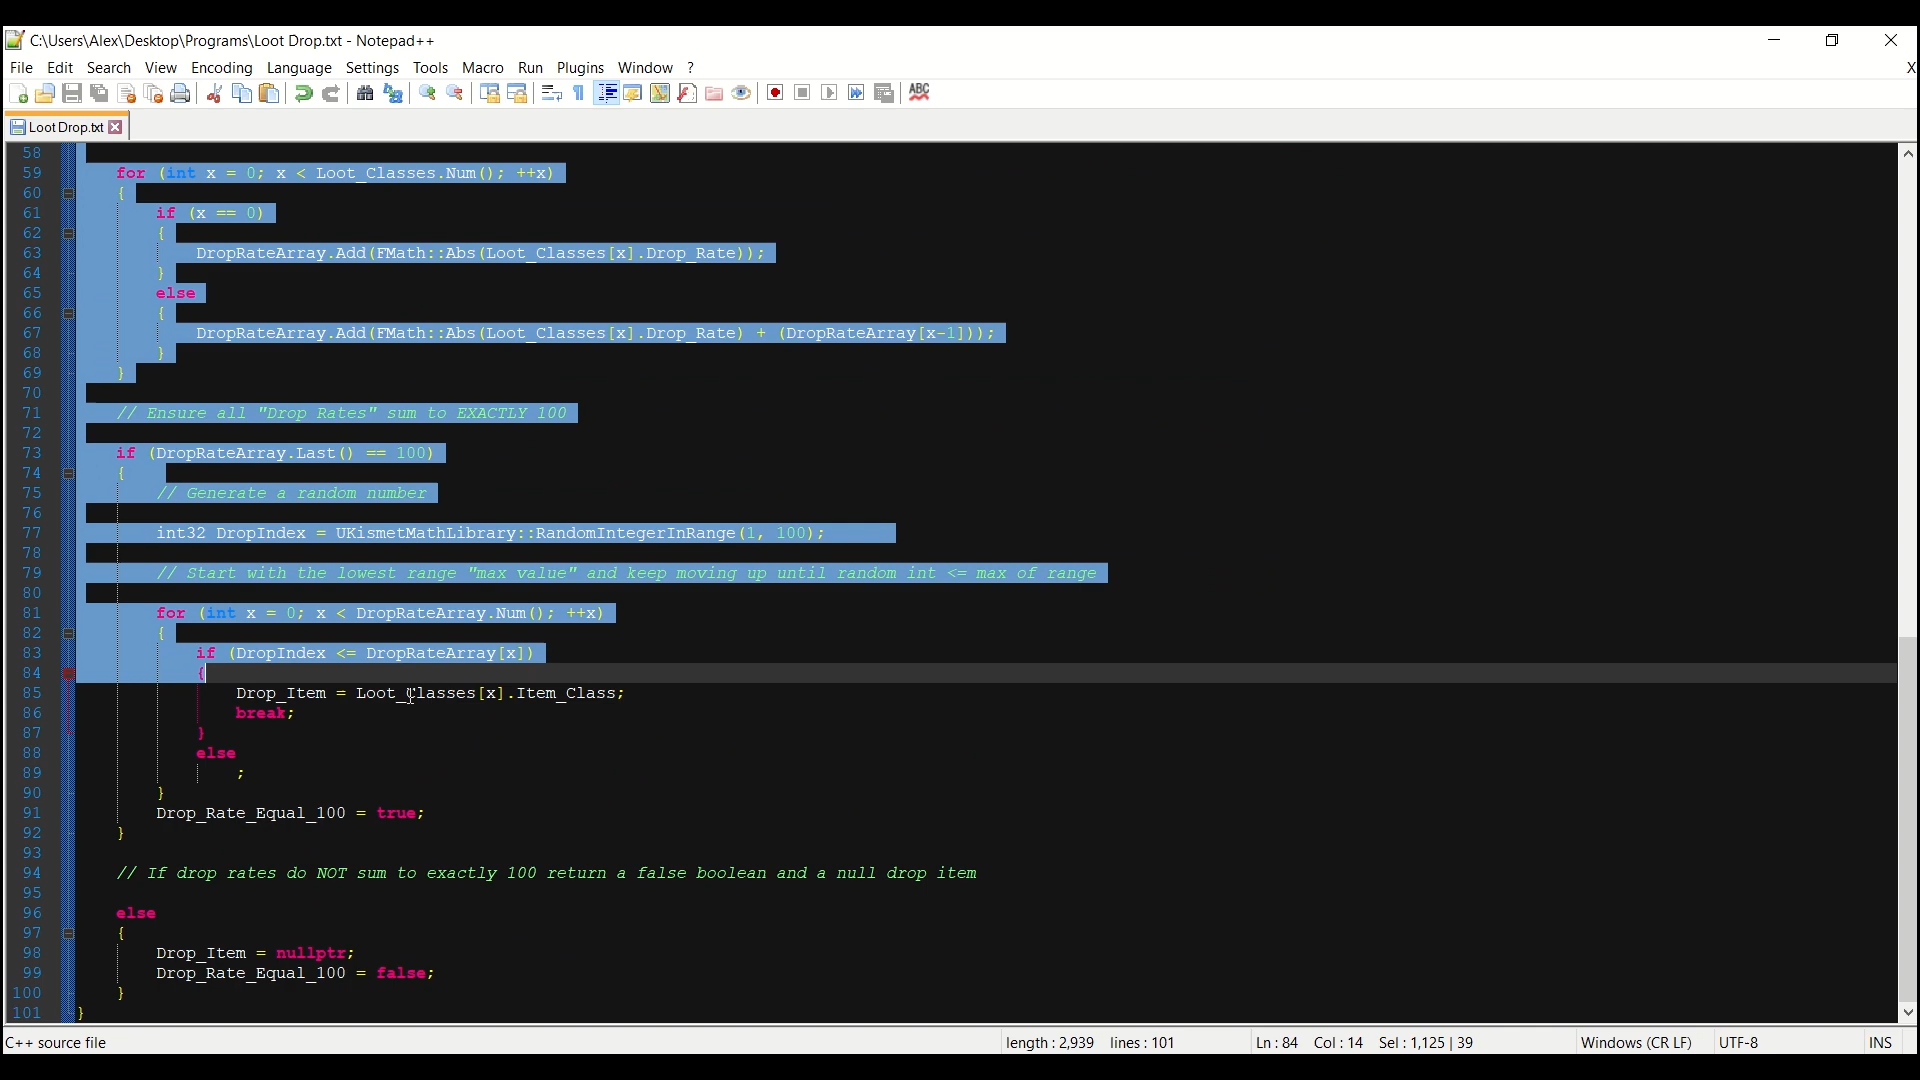 C:\Users\Alex\Desktop\Programs\Loot Drop.txt - Notepad++
File Edit Search View Encoding Language Settings Tools Macro Run Plugins Window ? X
ABC
Loot Drop.txt
58
59 for (int x = 0; x < Loot_Classes.Num(); ++x)
60 {
61 if (x == 0)
62 {
63 DropRateArray.Add(FMath::Abs(Loot_Classes[x].Drop_Rate));
64 }
65 else
66 {
67 DropRateArray.Add(FMath::Abs(Loot_Classes[x].Drop_Rate) + (DropRateArray[x-1]));
68 }
69 }
70
71 // Ensure all "Drop Rates" sum to EXACTLY 100
72
73 if (DropRateArray.Last() == 100)
74 {
75 // Generate a random number
76
77 int32 DropIndex = UKismetMathLibrary::RandomIntegerInRange(1, 100);
78
79 // Start with the lowest range "max value" and keep moving up until random int <= max of range
80
81 for (int x = 0; x < DropRateArray.Num(); ++x)
82 {
83 if (DropIndex <= DropRateArray[x])
84 {
85 Drop_Item = Loot_Classes[x].Item_Class;
86 break;
87 }
88 else
89 ;
90 }
91 Drop_Rate_Equal_100 = true;
92 }
93
94 // If drop rates do NOT sum to exactly 100 return a false boolean and a null drop item
95
96 else
97 {
98 Drop_Item = nullptr;
99 Drop_Rate_Equal_100 = false;
100 }
101 }
C++ source file length : 2,939 lines : 101 Ln : 84 Col : 14 Sel : 1,125 | 39 Windows (CR LF) UTF-8 INS